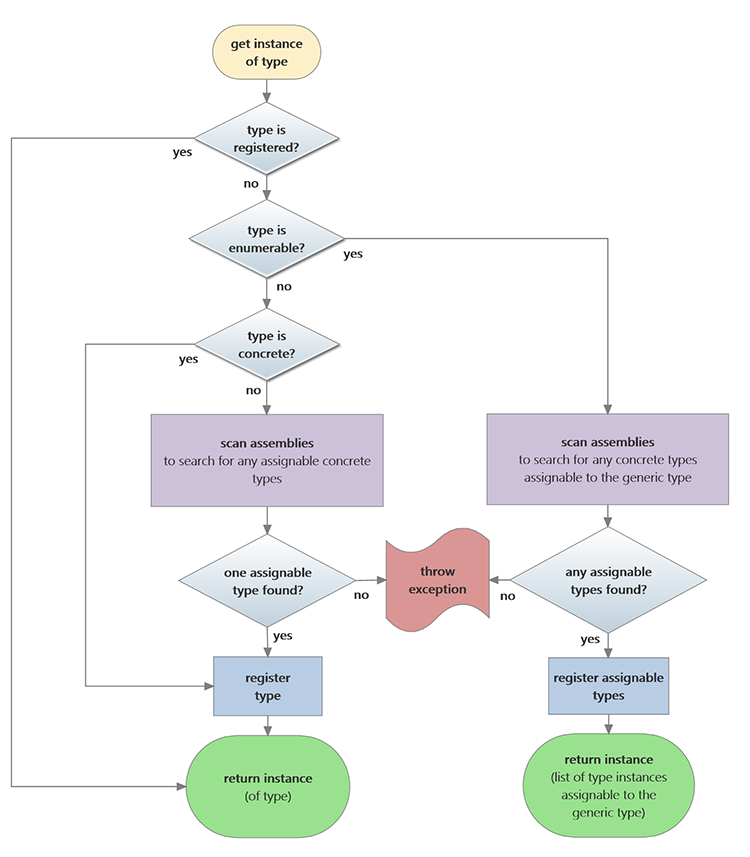 get instance
of type
type is
registered?
yes
no
type is
enumerable?
yes
no
type is
concrete?
yes
no
scan assemblies
to search for any assignable concrete
types
scan assemblies
to search for any concrete types
assignable to the generic type
one assignable
type found?
no
throw
exception
no
any assignable
types found?
yes
yes
register
type
register assignable
types
return instance
(of type)
return instance
(list of type instances
assignable to the
generic type)